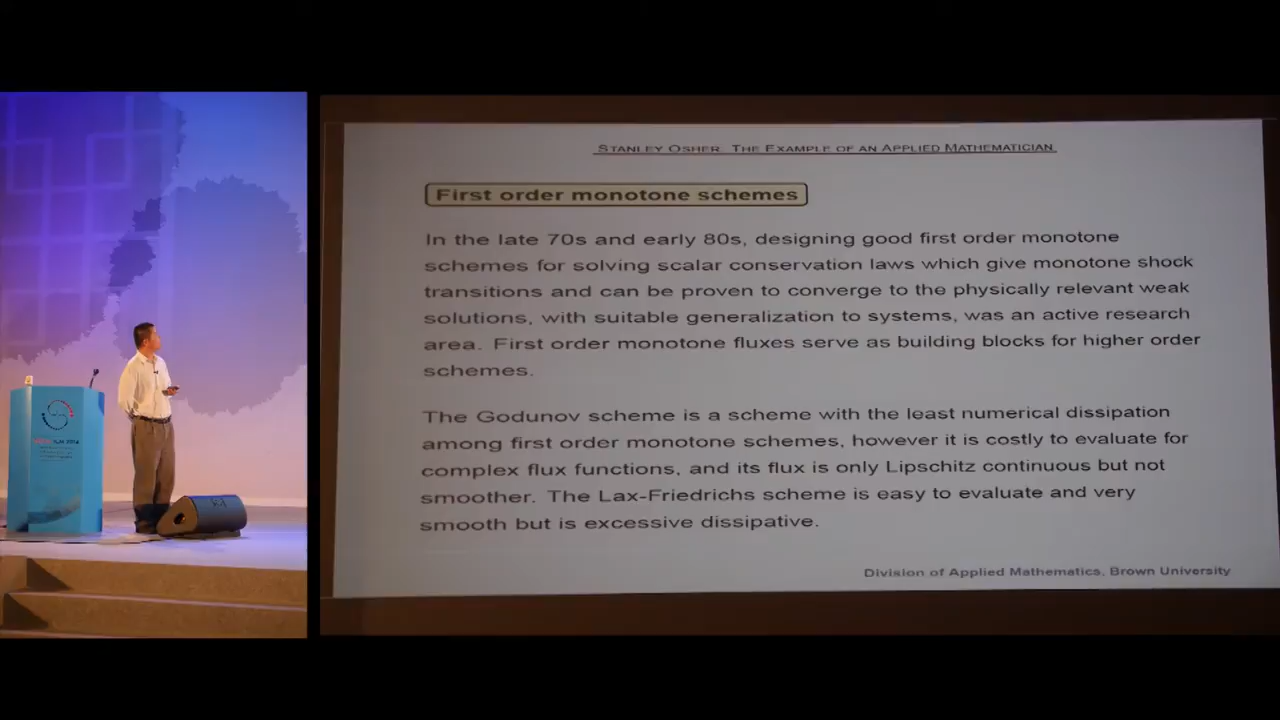 STANLEY OSHER: THE EXAMPLE OF AN APPLIED MATHEMATICIAN
First order monotone schemes
In the late 70s and early 80s, designing good first order monotone
schemes for solving scalar conservation laws which give monotone shock
transitions and can be proven to converge to the physically relevant weak
solutions, with suitable generalization to systems, was an active research
area. First order monotone fluxes serve as building blocks for higher order
schemes.
The Godunov scheme is a scheme with the least numerical dissipation
among first order monotone schemes, however it is costly to evaluate for
complex flux functions, and its flux is only Lipschitz continuous but not
smoother. The Lax-Friedrichs scheme is easy to evaluate and very
smooth but is excessive dissipative.
Division of Applied Mathematics, Brown University